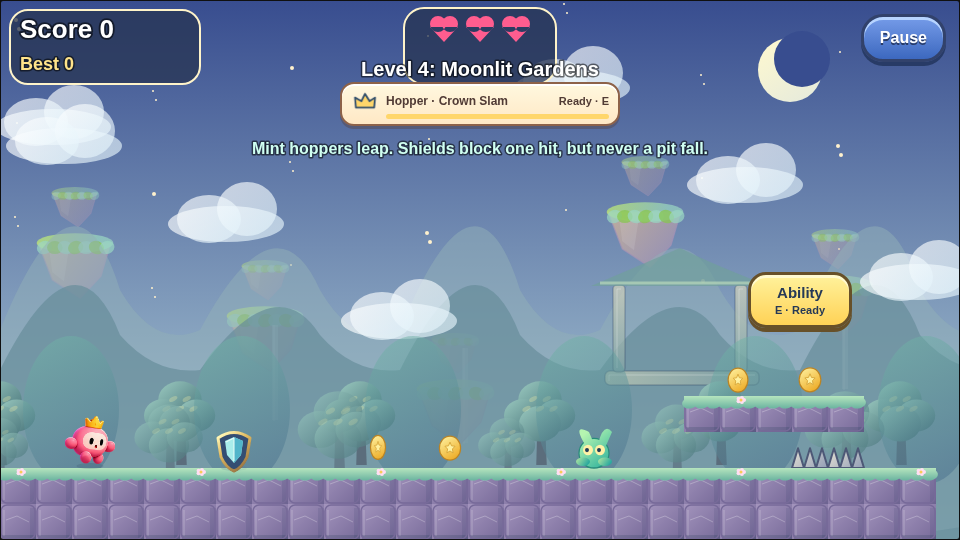 Score 0
Best 0
Level 4: Moonlit Gardens
Hopper · Crown Slam
Ready · E
Pause
Mint hoppers leap. Shields block one hit, but never a pit fall.
Ability
E · Ready